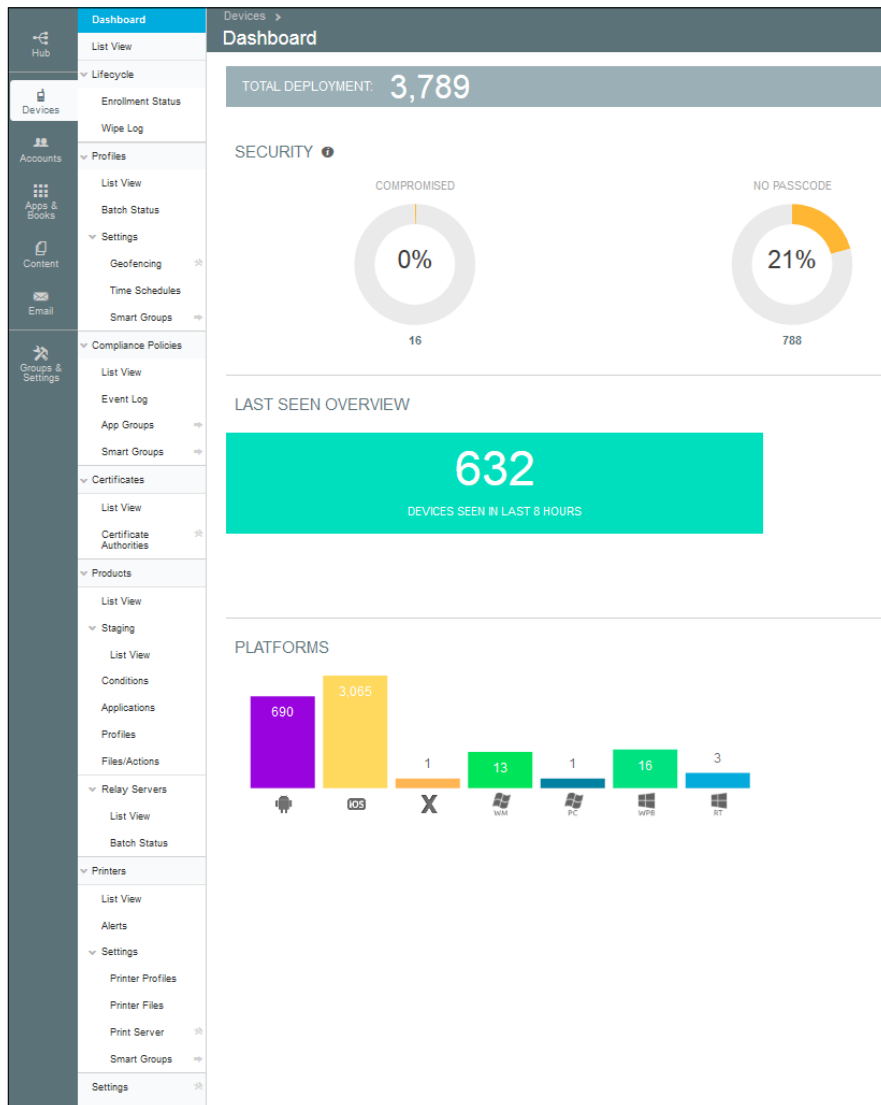 Hub
Devices
Accounts
Apps &
Books
Content
Email
Groups &
Settings
Dashboard
List View
Lifecycle
Enrollment Status
Wipe Log
Profiles
List View
Batch Status
Settings
Geofencing
Time Schedules
Smart Groups
Compliance Policies
List View
Event Log
App Groups
Smart Groups
Certificates
List View
Certificate
Authorities
Products
List View
Staging
List View
Conditions
Applications
Profiles
Files/Actions
Relay Servers
List View
Batch Status
Printers
List View
Alerts
Settings
Printer Profiles
Printer Files
Print Server
Smart Groups
Settings
Devices >
Dashboard
TOTAL DEPLOYMENT: 3,789
SECURITY
COMPROMISED
0%
16
NO PASSCODE
21%
788
LAST SEEN OVERVIEW
632
DEVICES SEEN IN LAST 8 HOURS
PLATFORMS
690 3,065 1 13 1 16 3
iOS X WM PC WP8 RT